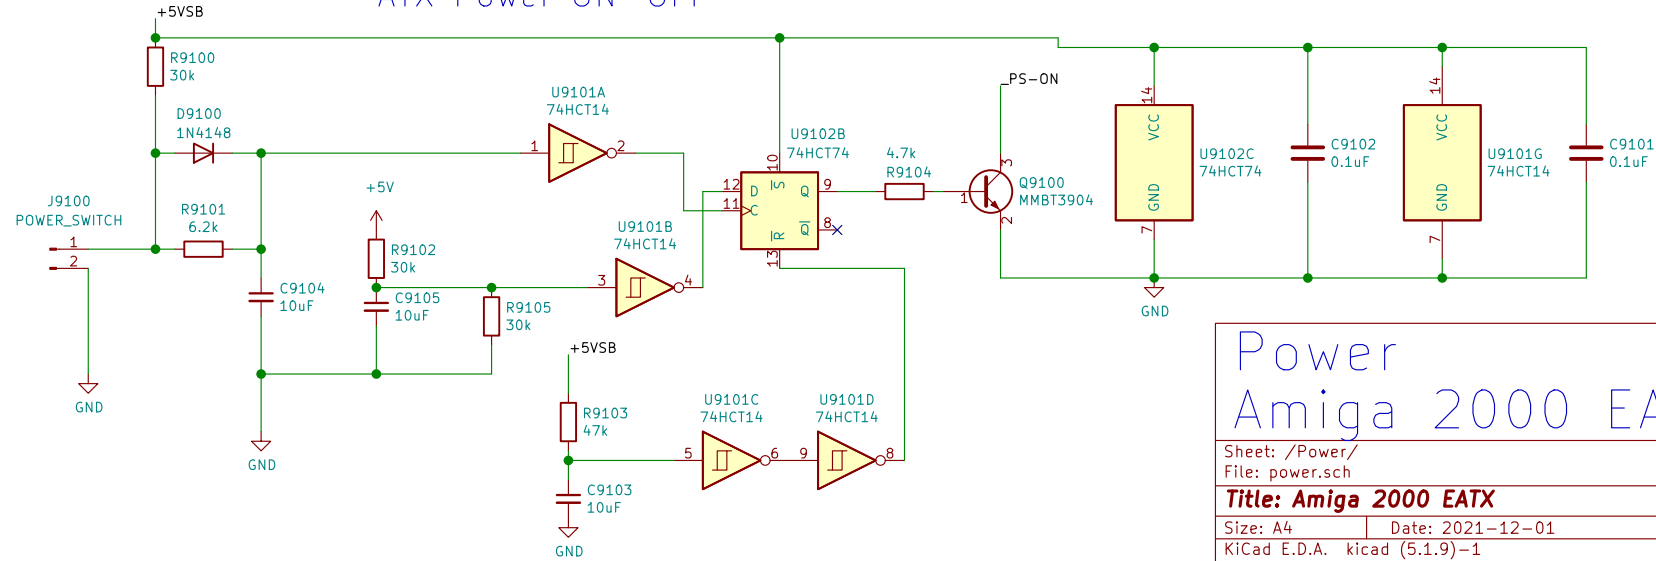 ATX Power ON-OFF
+5VSB
R9100
30k
D9100
1N4148
J9100
POWER_SWITCH
1
2
GND
R9101
6.2k
C9104
10uF
GND
+5V
R9102
30k
C9105
10uF
R9105
30k
U9101A
74HCT14
1
2
U9101B
74HCT14
3
4
+5VSB
R9103
47k
C9103
10uF
GND
U9101C
74HCT14
5
6
U9101D
74HCT14
9
8
U9102B
74HCT74
10
12
D
S
Q
9
11
C
R
Q
8
13
4.7k
R9104
_PS-ON
3
1
2
Q9100
MMBT3904
14
VCC
GND
7
U9102C
74HCT74
C9102
0.1uF
14
VCC
GND
7
U9101G
74HCT14
C9101
0.1uF
GND
Power
Amiga 2000 EA
Sheet: /Power/
File: power.sch
Title: Amiga 2000 EATX
Size: A4
Date: 2021-12-01
KiCad E.D.A. kicad (5.1.9)-1